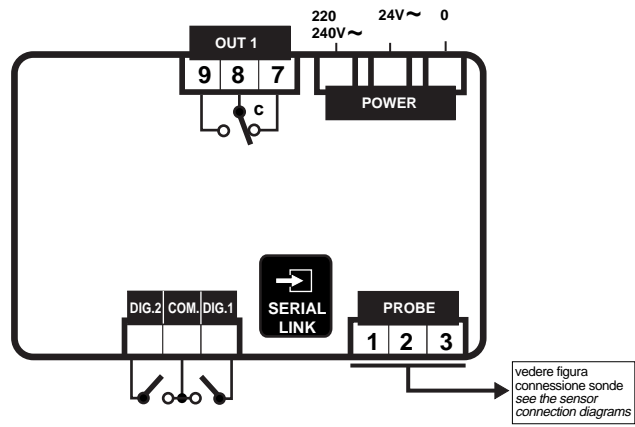 220
240V~ 24V~ 0
OUT 1
9 8 7
POWER
c
DIG.2 COM. DIG.1
SERIAL
LINK
PROBE
1 2 3
vedere figura
connessione sonde
see the sensor
connection diagrams